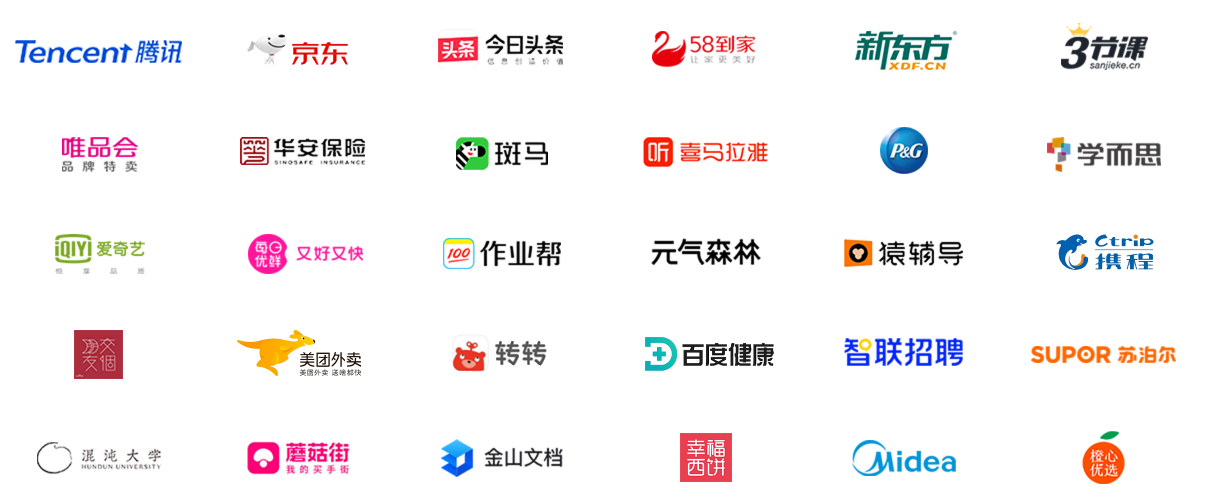 Tencent 腾讯
京东
头条 今日头条
信息创造价值
58到家
让家更美好
新东方
XDF.CN
3节课
sanjieke.cn
唯品会
品牌特卖
华安保险
SINOSAFE INSURANCE
斑马
听 喜马拉雅
P&G
学而思
iQIYI 爱奇艺
悦享品质
每日优鲜 又好又快
100 作业帮
元气森林
猿辅导
Ctrip
携程
交個
朋友
美团外卖
美团外卖 送啥都快
转转
百度健康
智联招聘
SUPOR 苏泊尔
混沌大学
HUNDUN UNIVERSITY
蘑菇街
我的买手街
金山文档
幸福
西饼
Midea
橙心
优选